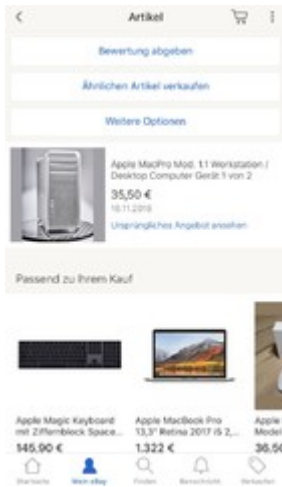 Artikel
Bewertung abgeben
Ähnlichen Artikel verkaufen
Weitere Optionen
Apple MacPro Mod. 1.1 Workstation /
Desktop Computer Gerät 1 von 2
35,50 €
18.11.2018
Ursprüngliches Angebot ansehen
Passend zu Ihrem Kauf
Apple Magic Keyboard
mit Ziffernblock Space...
145,90 €
Apple MacBook Pro
13,3" Retina 2017 i5 2,...
1.322 €
Apple
Model
36,50
Startseite
Mein eBay
Finden
Verkaufen